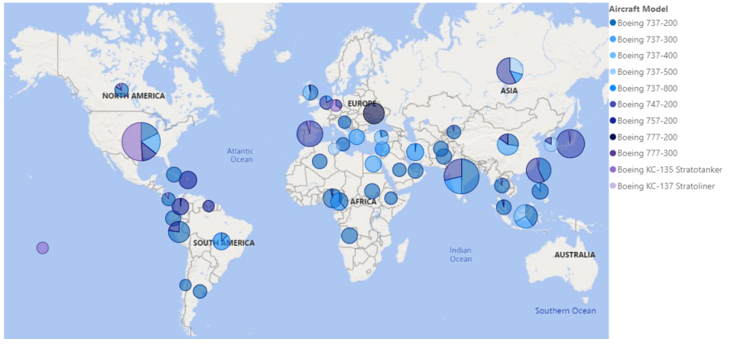 Aircraft Model
Boeing 737-200
Boeing 737-300
Boeing 737-400
Boeing 737-500
Boeing 737-800
Boeing 747-200
Boeing 757-200
Boeing 777-200
Boeing 777-300
Boeing KC-135 Stratotanker
Boeing KC-137 Stratoliner
NORTH AMERICA
EUROPE
ASIA
Atlantic
Ocean
AFRICA
SOUTH AMERICA
Indian
Ocean
AUSTRALIA
Southern Ocean